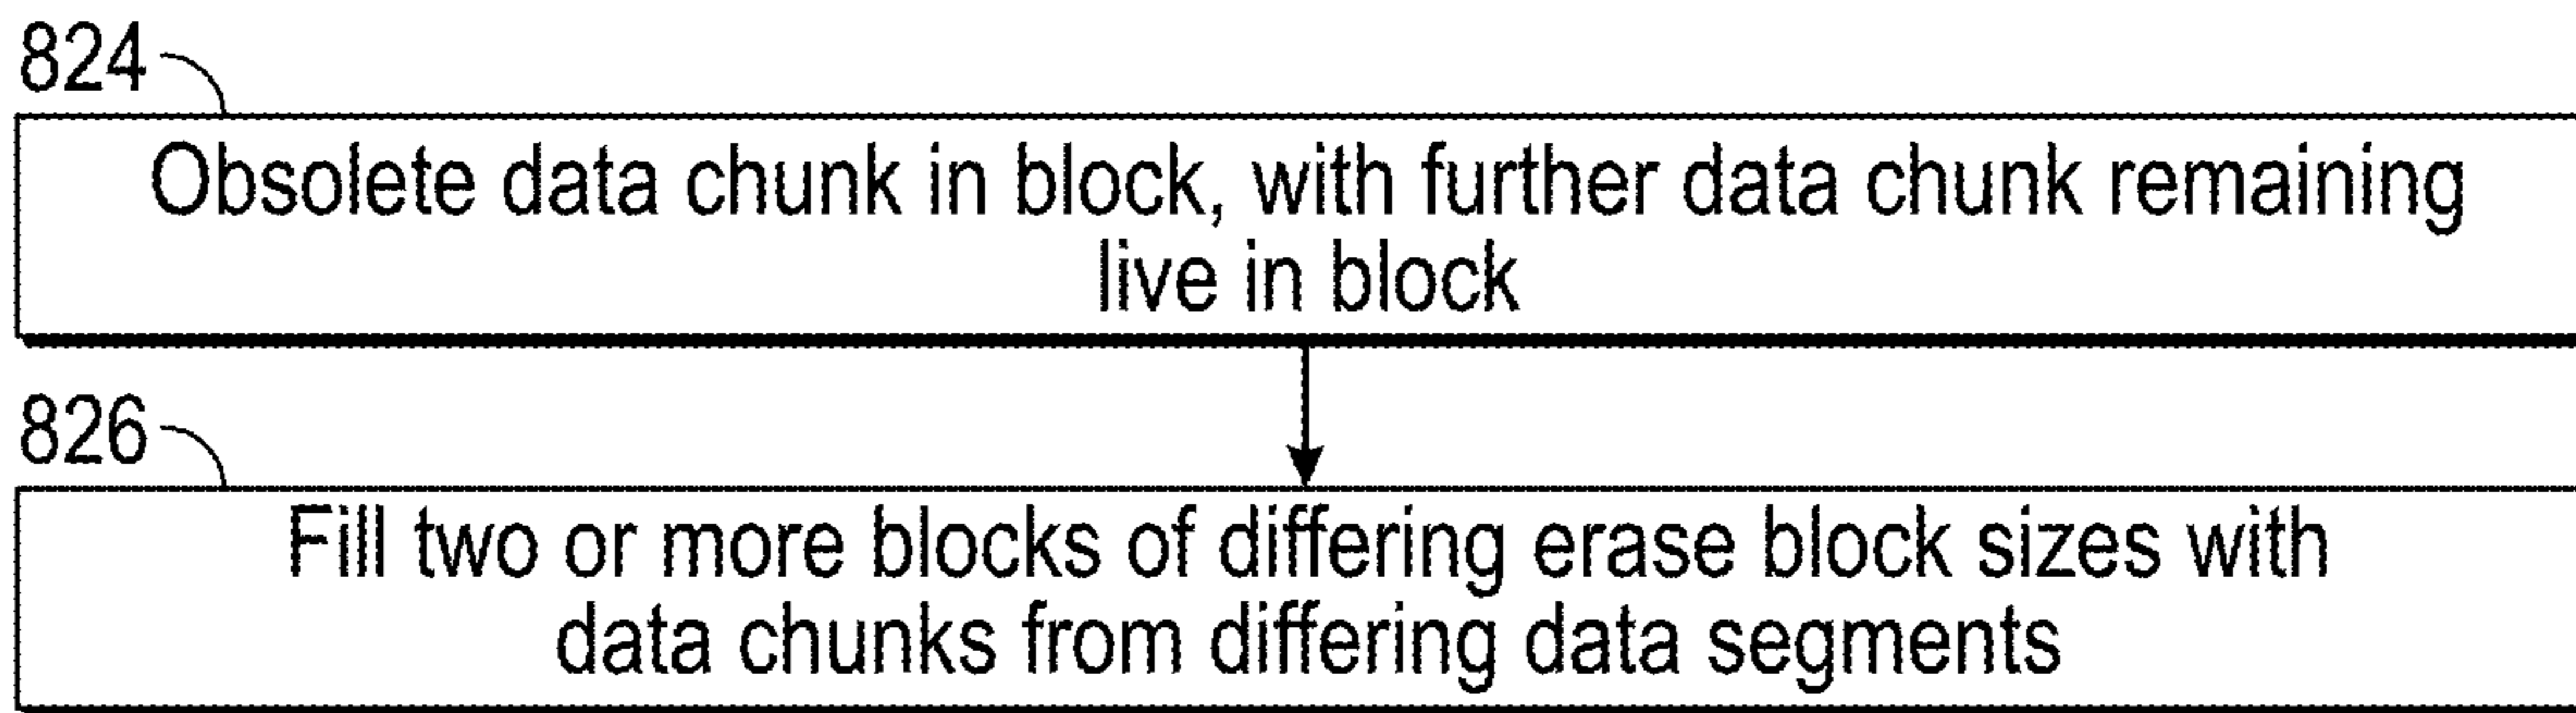 824
Obsolete data chunk in block, with further data chunk remaining
live in block
826
Fill two or more blocks of differing erase block sizes with
data chunks from differing data segments